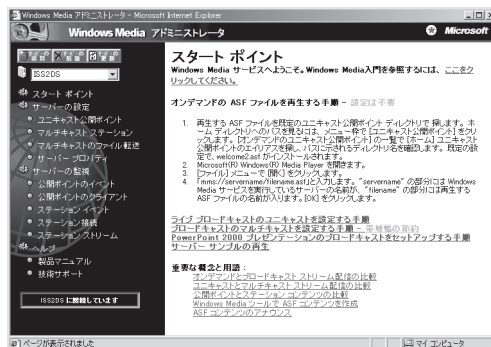 Windows Media アドミニストレータ - Microsoft Internet Explorer
Windows Media アドミニストレータ
Microsoft
ISS2DS
スタート ポイント
サーバーの設定
ユニキャスト公開ポイント
マルチキャスト ステーション
マルチキャストのファイル転送
サーバー プロパティ
サーバーの監視
公開ポイントのイベント
公開ポイントのクライアント
ステーション イベント
ステーション接続
ステーション ストリーム
ヘルプ
製品マニュアル
技術サポート
ISS2DS に接続しています
スタート ポイント
Windows Media サービスへようこそ。Windows Media入門を参照するには、ここをク
リックしてください。
オンデマンドの ASF ファイルを再生する手順 - 設定は不要
1. 再生する ASF ファイルを既定のユニキャスト公開ポイント ディレクトリで 探します。ホ
ーム ディレクトリへのパスを見るには、メニュー枠で [ユニキャスト公開ポイント] をクリ
ックします。[オンデマンドのユニキャスト公開ポイント] の一覧で [ホーム] ユニキャスト
公開ポイントのエイリアスを探し、パスに示されるディレクトリ名を確認します。既定の設
定で、welcome2.asf がインストールされます。
2. Microsoft(R) Windows(R) Media Player を開きます。
3. [ファイル] メニューで [開く] をクリックします。
4. 「mms://servername/filename.asf」と入力します。"servername" の部分には Windows
Media サービスを実行しているサーバーの名前が、"filename" の部分には再生する
ASF ファイルの名前が入ります。[OK] をクリックします。
ライブ ブロードキャストのユニキャストを設定する手順
ブロードキャストのマルチキャストを設定する手順 - 帯域幅の節約
PowerPoint 2000 プレゼンテーションのブロードキャストをセットアップする手順
サーバー サンプルの再生
重要な概念と用語:
オンデマンドとブロードキャスト ストリーム配信の比較
ユニキャストとマルチキャスト ストリーム配信の比較
公開ポイントとステーション コンテンツの比較
Windows Media ツールで ASF コンテンツを作成
ASF コンテンツのアナウンス
ページが表示されました
マイ コンピュータ